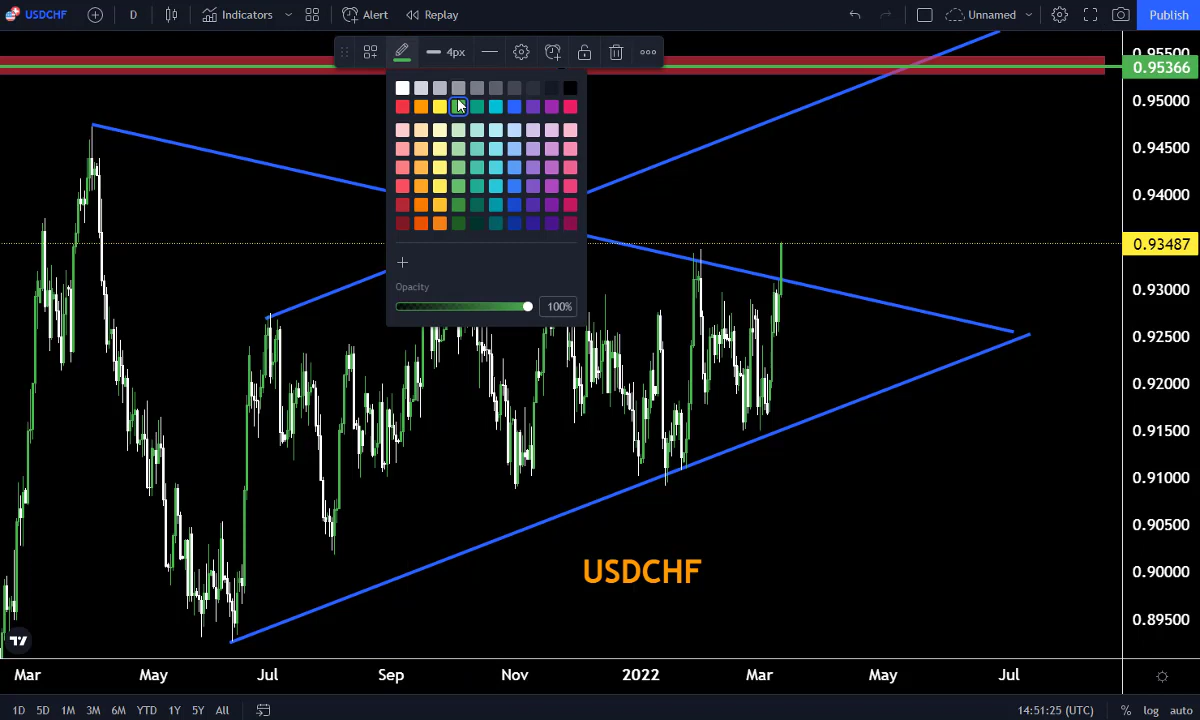 USDCHF D Indicators Alert Replay Unnamed Publish
4px
0.95500
0.95366
0.95000
0.94500
0.94000
0.93487
0.93000
0.92500
0.92000
0.91500
0.91000
0.90500
0.90000
0.89500
Opacity
100%
USDCHF
Mar May Jul Sep Nov 2022 Mar May Jul
1D 5D 1M 3M 6M YTD 1Y 5Y All 14:51:25 (UTC) % log auto